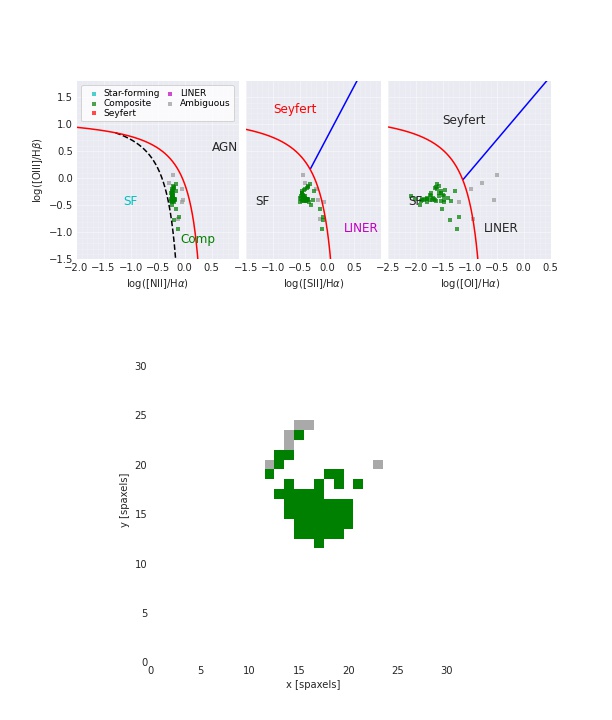 Star-forming LINER
Composite Ambiguous
Seyfert
AGN
SF
Comp
Seyfert
SF
LINER
Seyfert
SF
LINER
1.5
1.0
0.5
0.0
−0.5
−1.0
−1.5
log([OIII]/Hβ)
−2.0 −1.5 −1.0 −0.5 0.0 0.5
−1.0 −0.5 0.0 0.5
−2.5 −2.0 −1.5 −1.0 −0.5 0.0 0.5
log([NII]/Hα)
log([SII]/Hα)
log([OI]/Hα)
30
25
20
15
10
5
0
y [spaxels]
0 5 10 15 20 25 30
x [spaxels]